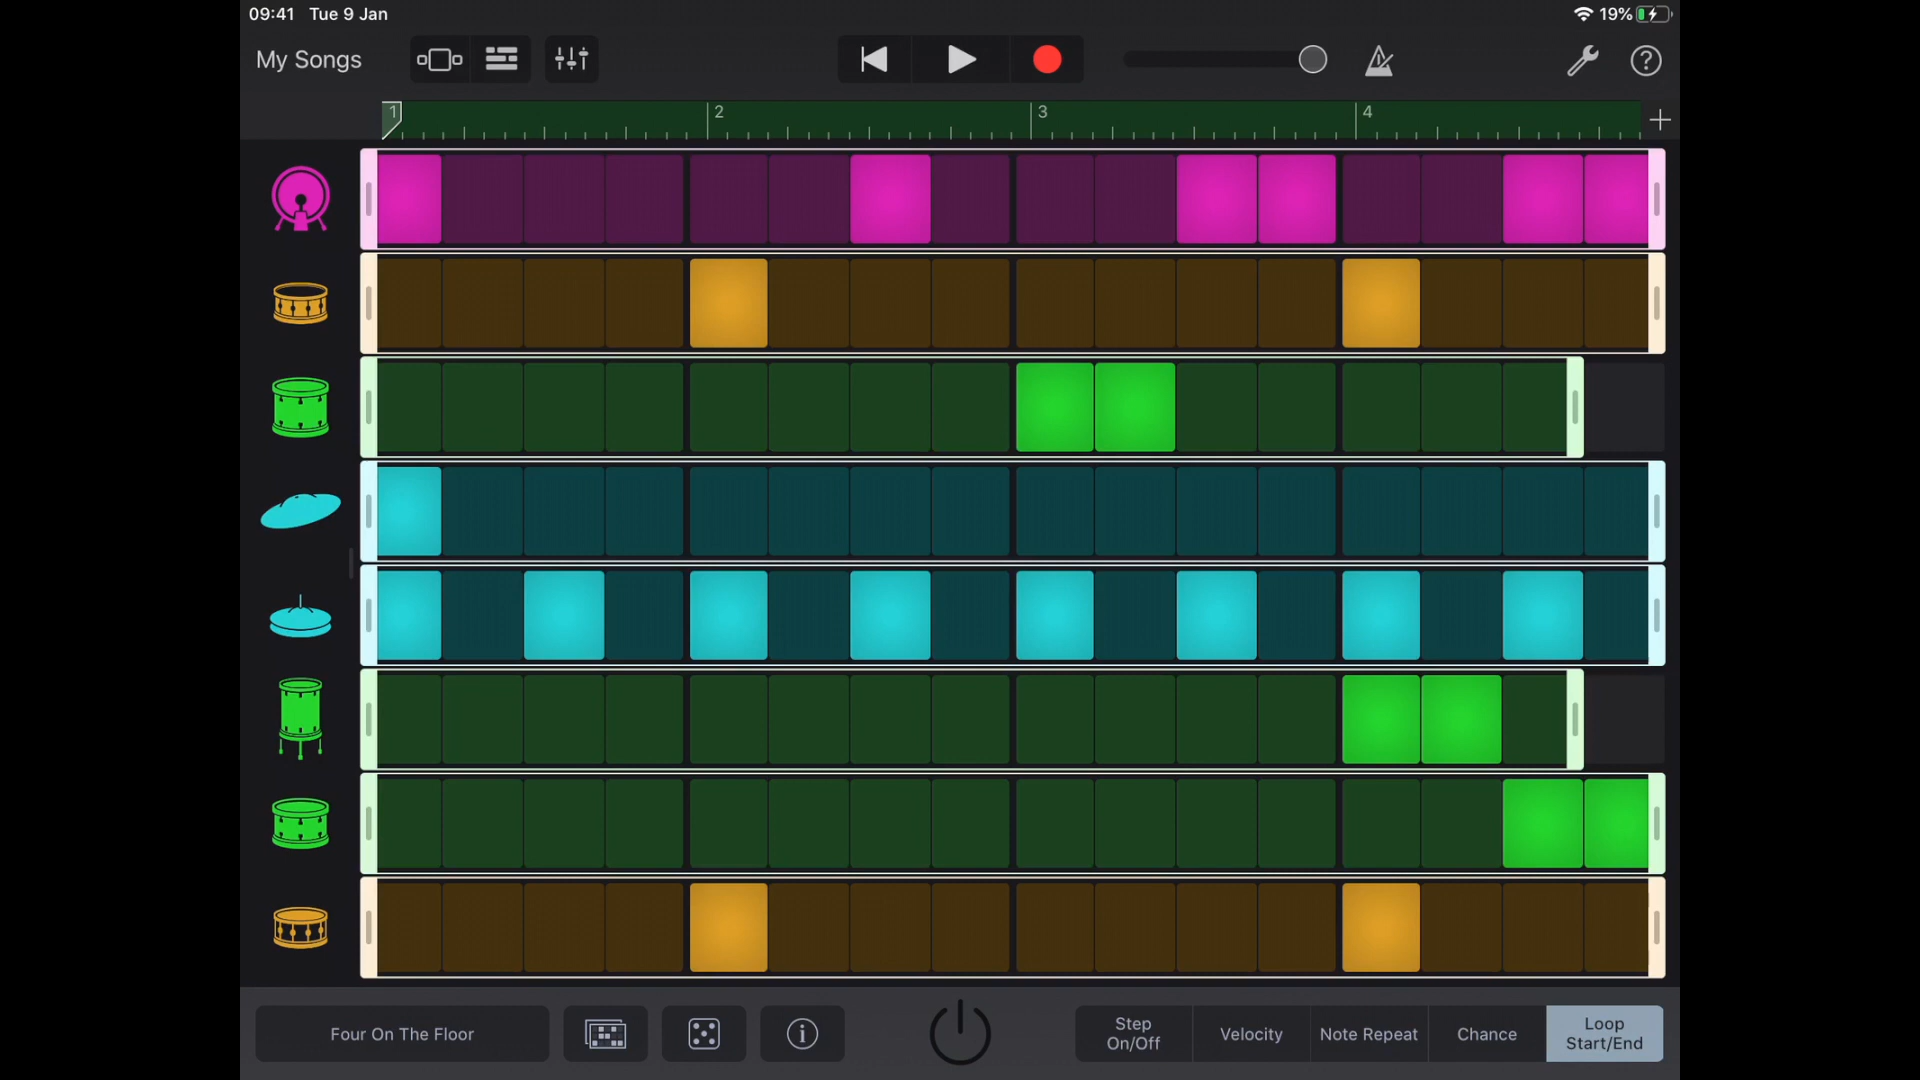 09:41 Tue 9 Jan 19%
My Songs
1 2 3 4
Four On The Floor
Step
On/Off
Velocity
Note Repeat
Chance
Loop
Start/End